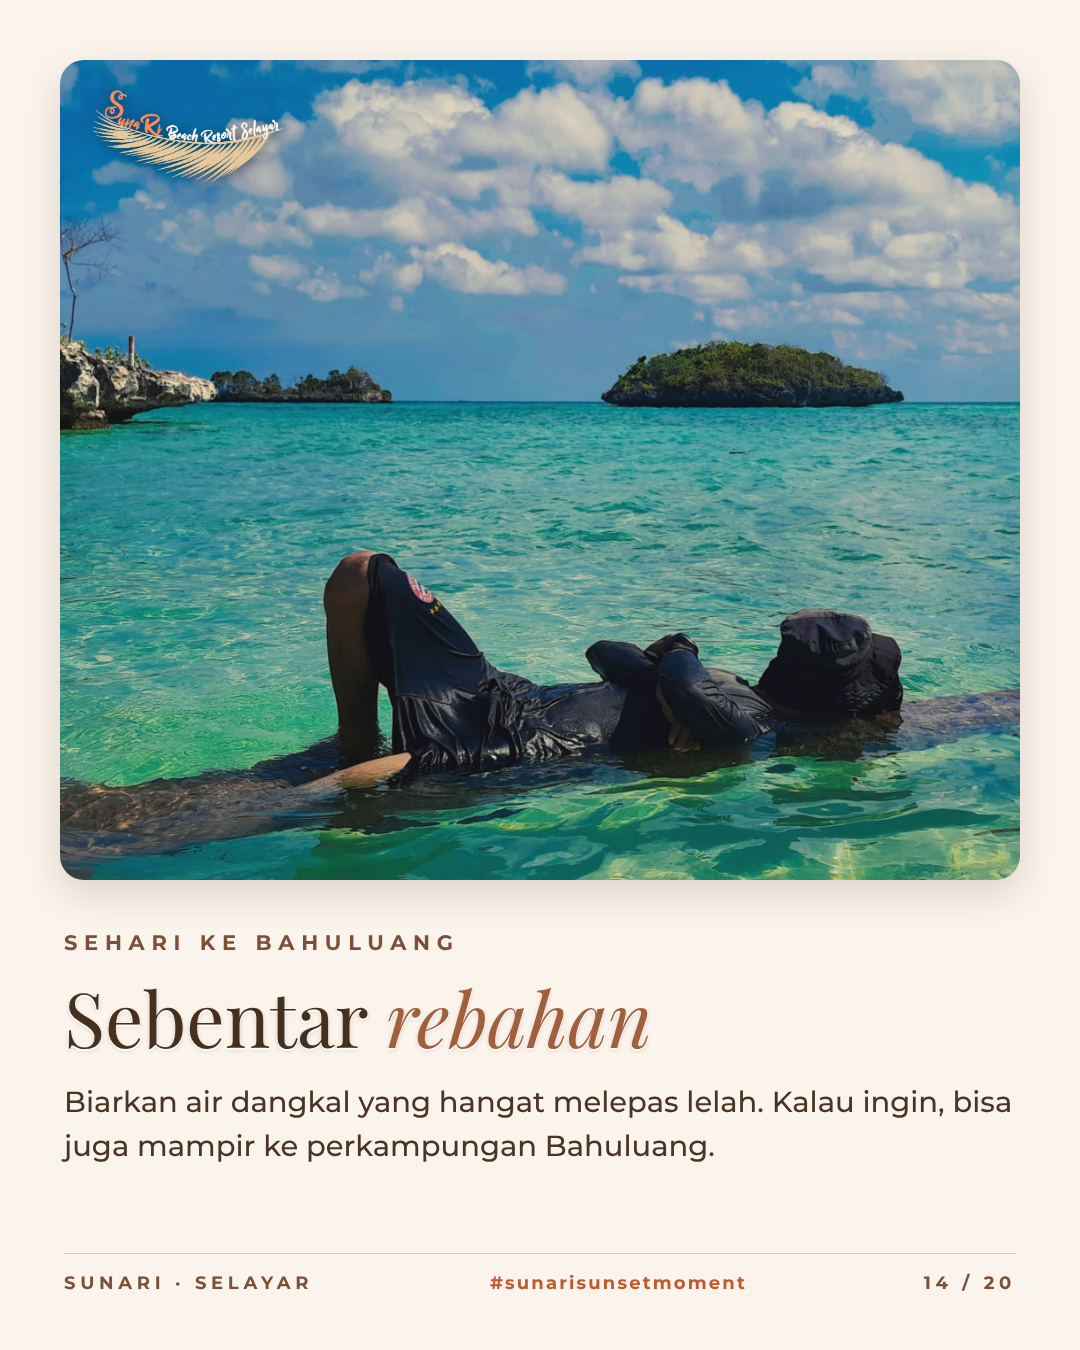 SunaRi Beach Resort Selayar
SEHARI KE BAHULUANG
Sebentar rebahan
Biarkan air dangkal yang hangat melepas lelah. Kalau ingin, bisa
juga mampir ke perkampungan Bahuluang.
SUNARI · SELAYAR
#sunarisunsetmoment
14 / 20